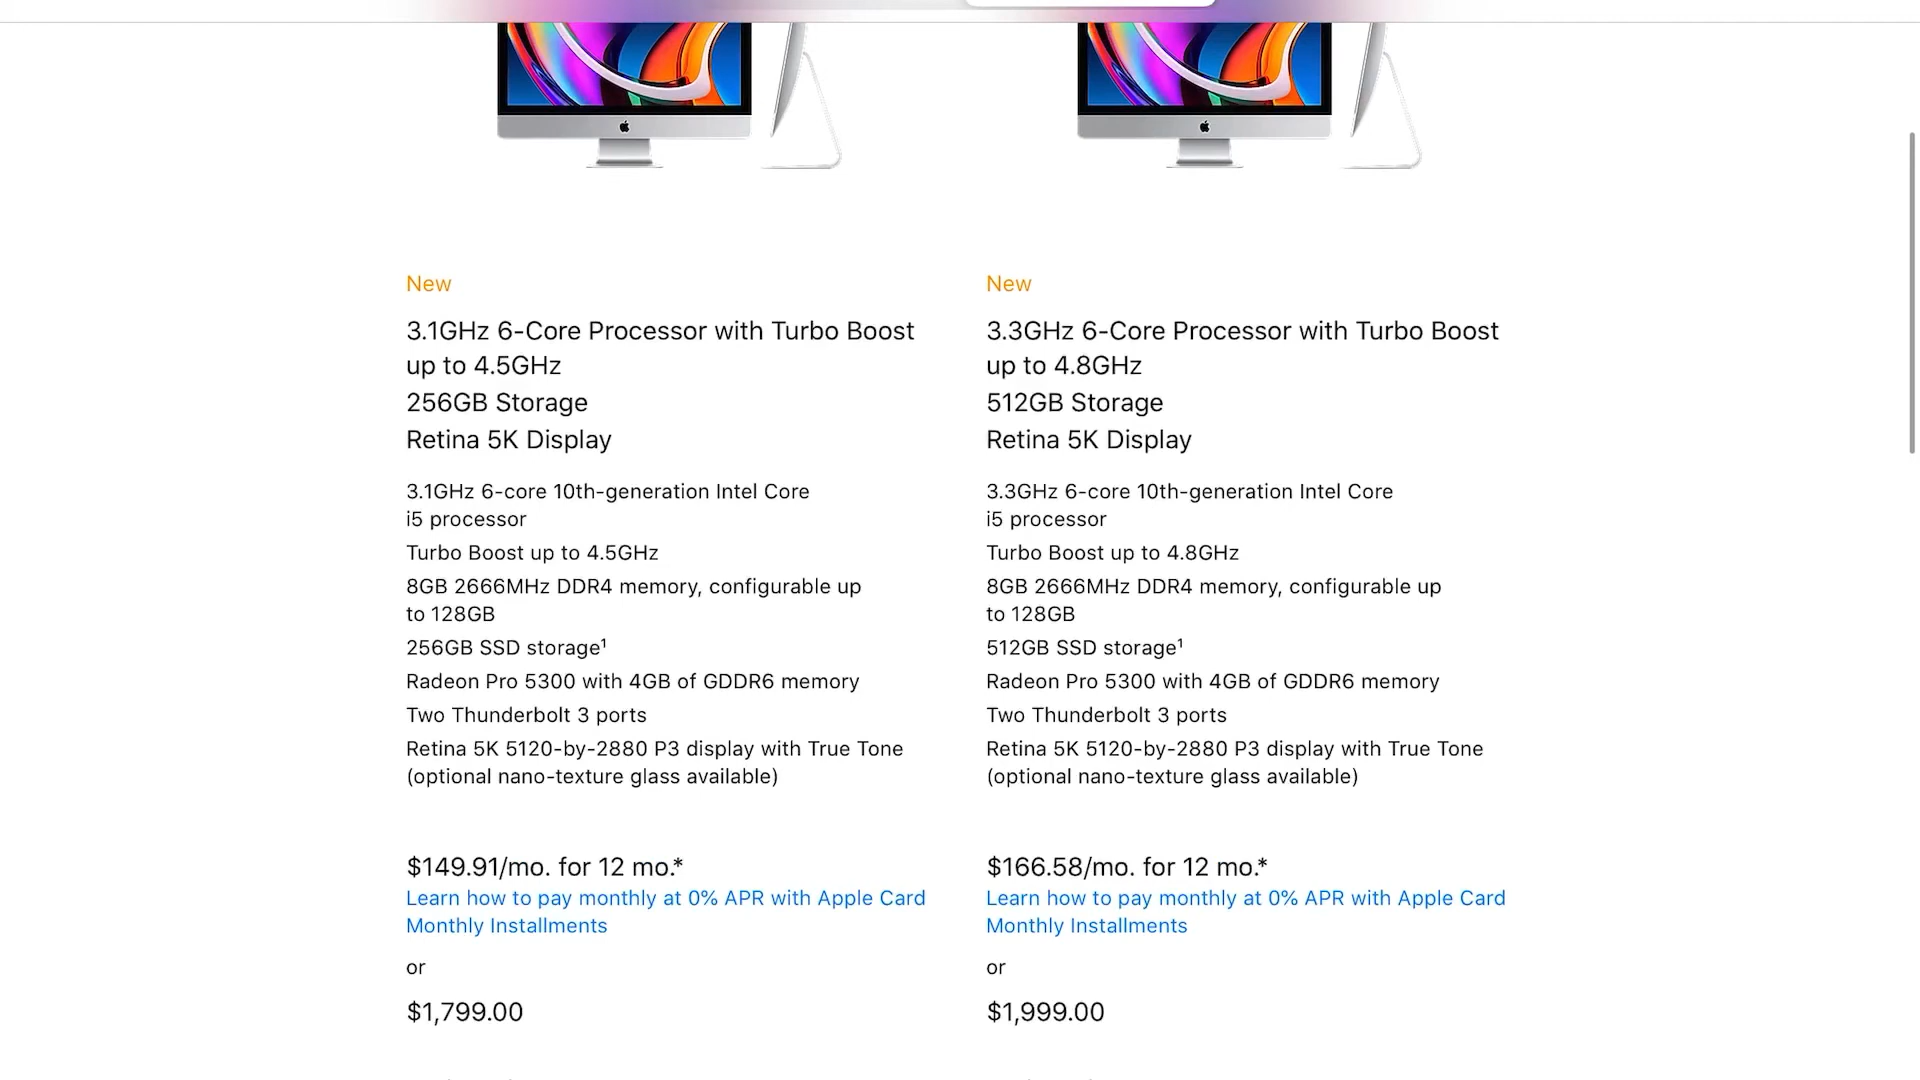 New
3.1GHz 6-Core Processor with Turbo Boost
up to 4.5GHz
256GB Storage
Retina 5K Display
3.1GHz 6-core 10th-generation Intel Core
i5 processor
Turbo Boost up to 4.5GHz
8GB 2666MHz DDR4 memory, configurable up
to 128GB
256GB SSD storage¹
Radeon Pro 5300 with 4GB of GDDR6 memory
Two Thunderbolt 3 ports
Retina 5K 5120-by-2880 P3 display with True Tone
(optional nano-texture glass available)
$149.91/mo. for 12 mo.*
Learn how to pay monthly at 0% APR with Apple Card
Monthly Installments
or
$1,799.00
New
3.3GHz 6-Core Processor with Turbo Boost
up to 4.8GHz
512GB Storage
Retina 5K Display
3.3GHz 6-core 10th-generation Intel Core
i5 processor
Turbo Boost up to 4.8GHz
8GB 2666MHz DDR4 memory, configurable up
to 128GB
512GB SSD storage¹
Radeon Pro 5300 with 4GB of GDDR6 memory
Two Thunderbolt 3 ports
Retina 5K 5120-by-2880 P3 display with True Tone
(optional nano-texture glass available)
$166.58/mo. for 12 mo.*
Learn how to pay monthly at 0% APR with Apple Card
Monthly Installments
or
$1,999.00